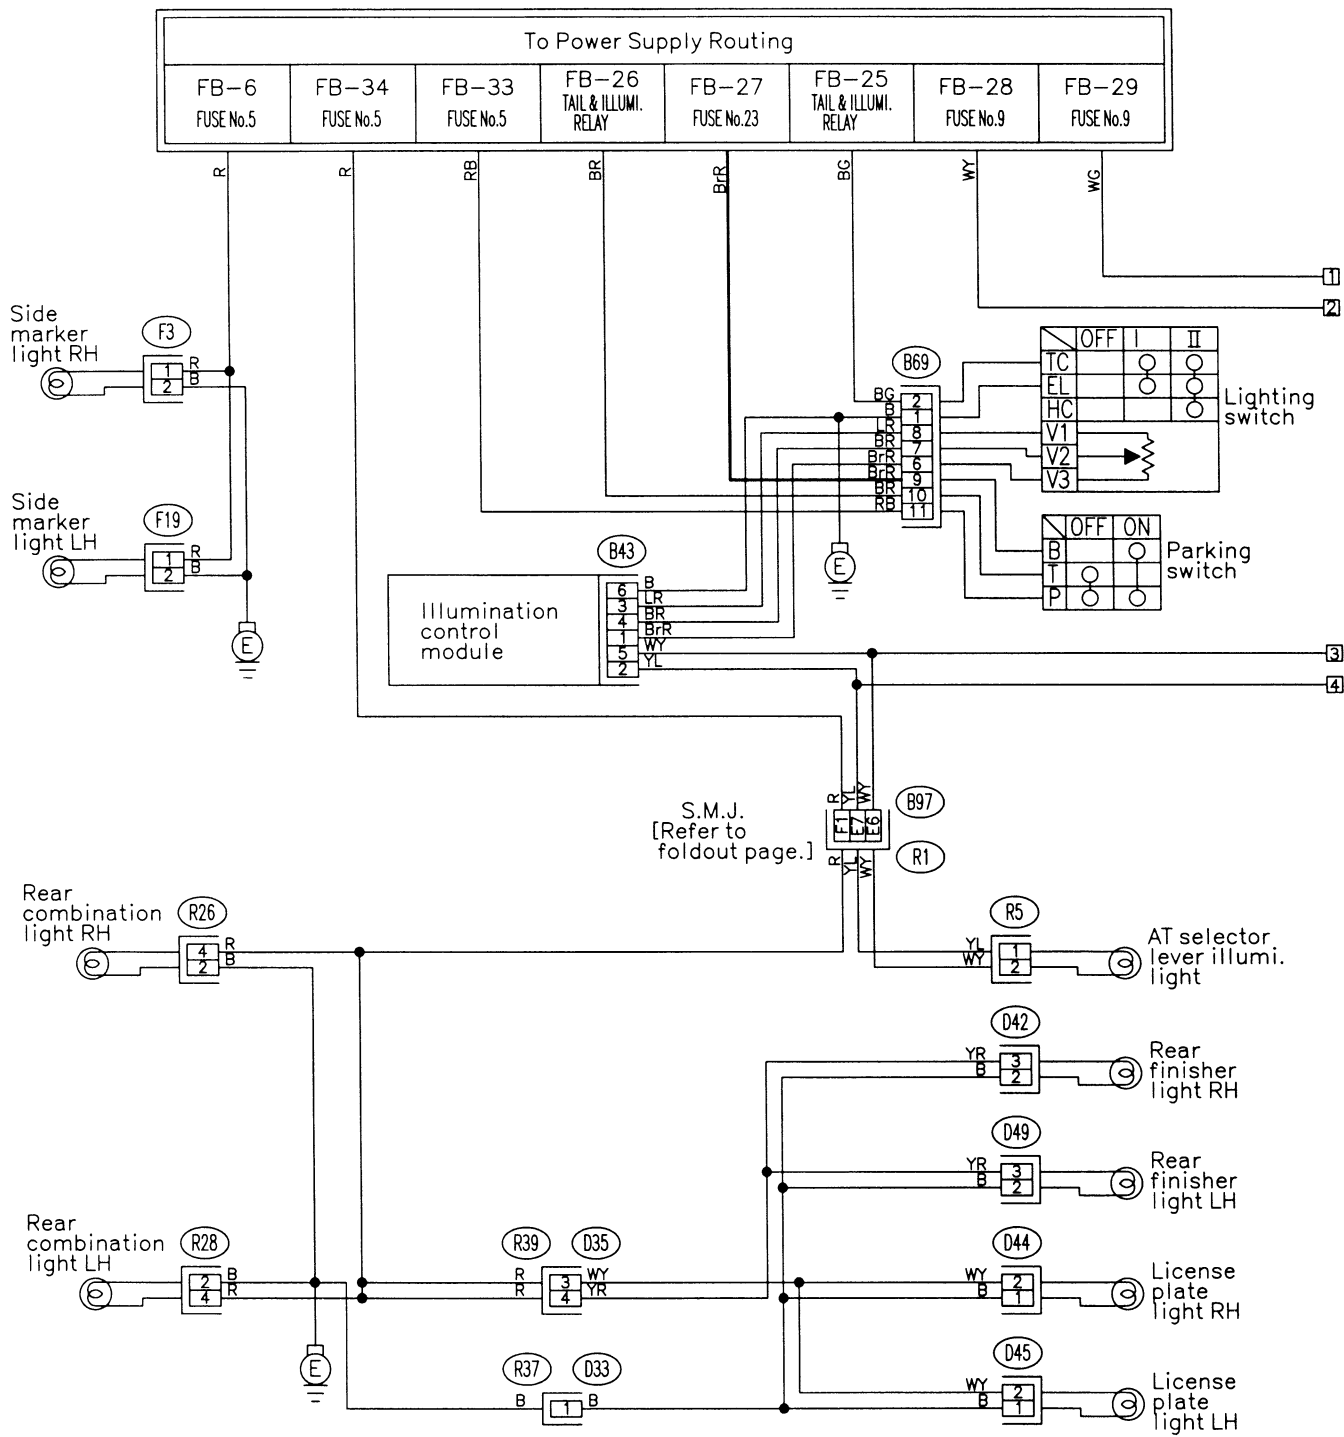 To Power Supply Routing
FB-6 FB-34 FB-33 FB-26 FB-27 FB-25 FB-28 FB-29
FUSE No.5 FUSE No.5 FUSE No.5 TAIL & ILLUMI. RELAY FUSE No.23 TAIL & ILLUMI. RELAY FUSE No.9 FUSE No.9
R R RB BR BrR BG WY WG
1
2
Side
marker
light RH
F3
1 R
2 B
Side
marker
light LH
F19
1 R
2 B
E
B69
BG 2
B 1
LR 8
BR 7
BrR 6
BrR 9
BR 10
RB 11
E
OFF I II
TC
EL
HC
V1
V2
V3
Lighting
switch
OFF ON
B
T
P
Parking
switch
B43
Illumination
control
module
6 B
3 LR
4 BR
1 BrR
5 WY
2 YL
3
4
R YL WY
S.M.J.
[Refer to
foldout page.]
F1 E7 E6
B97
R1
R YL WY
Rear
combination
light RH
R26
4 R
2 B
R5
YL 1
WY 2
AT selector
lever illumi.
light
D42
YR 3
B 2
Rear
finisher
light RH
D49
YR 3
B 2
Rear
finisher
light LH
Rear
combination
light LH
R28
2 B
4 R
E
R39 D35
R 3 WY
R 4 YR
D44
WY 2
B 1
License
plate
light RH
R37 D33
B 1 B
D45
WY 2
B 1
License
plate
light LH